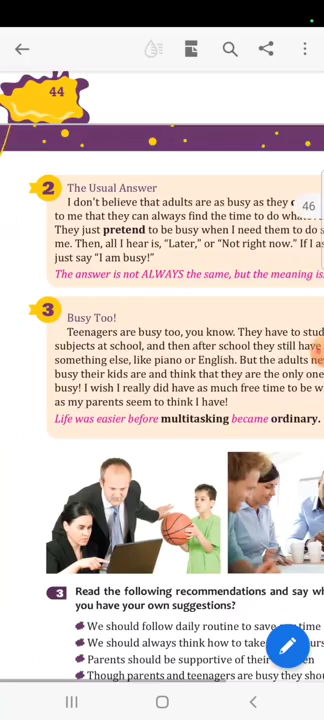 44
46
2 The Usual Answer
I don't believe that adults are as busy as they
to me that they can always find the time to do
They just pretend to be busy when I need them to do
me. Then, all I hear is, “Later,” or “Not right now.” If I
just say “I am busy!”
The answer is not ALWAYS the same, but the meaning is
3 Busy Too!
Teenagers are busy too, you know. They have to
subjects at school, and then after school they still have
something else, like piano or English. But the adults
busy their kids are and think that they are the only
busy! I wish I really did have as much free time to be
as my parents seem to think I have!
Life was easier before multitasking became ordinary.
3 Read the following recommendations and say
you have your own suggestions?
We should follow daily routine to save time
We should always think how to take
Parents should be supportive of their
Though parents and teenagers are busy they